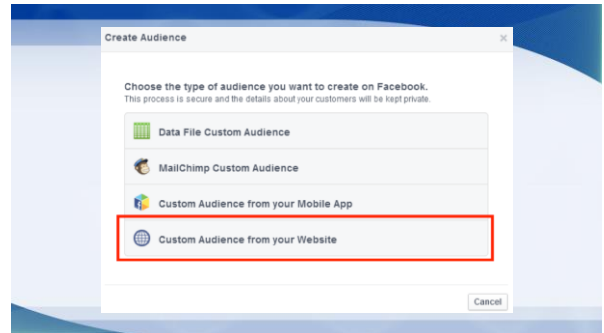 Create Audience ×
Choose the type of audience you want to create on Facebook.
This process is secure and the details about your customers will be kept private.
Data File Custom Audience
MailChimp Custom Audience
Custom Audience from your Mobile App
Custom Audience from your Website
Cancel